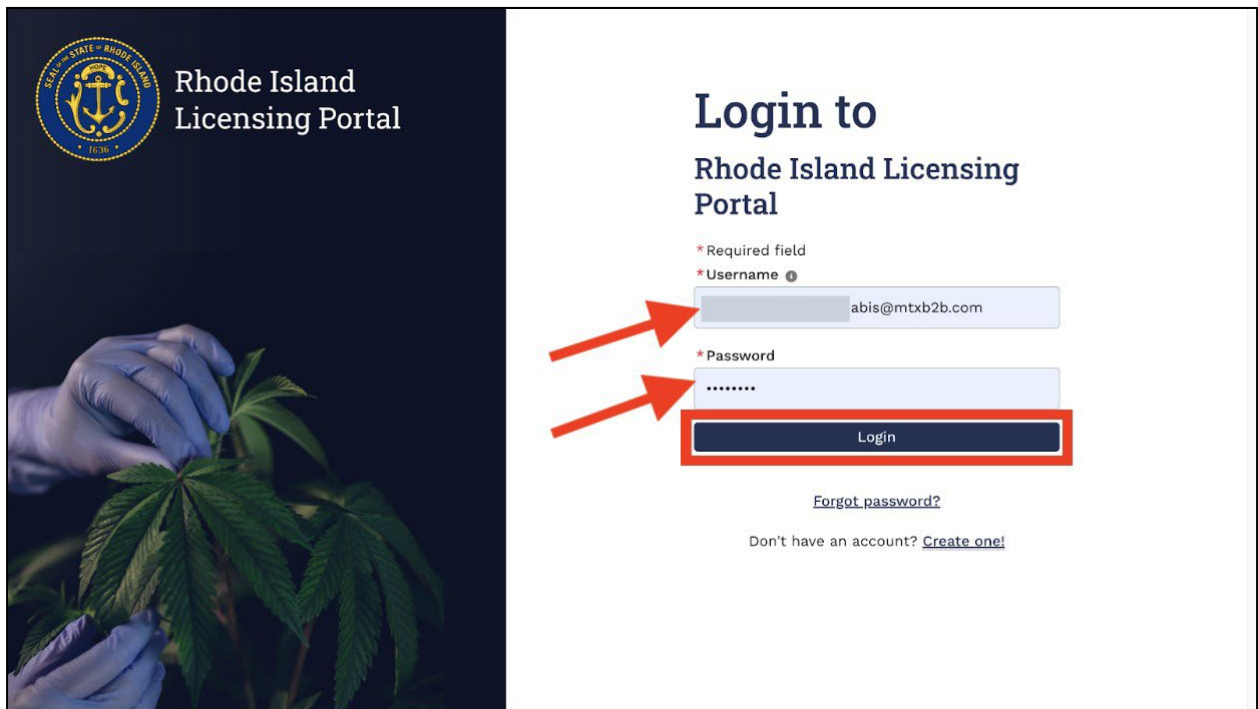 SEAL OF THE STATE OF RHODE ISLAND
HOPE
1636
Rhode Island
Licensing Portal
Login to
Rhode Island Licensing
Portal
*Required field
*Username
abis@mtxb2b.com
*Password
••••••••
Login
Forgot password?
Don't have an account? Create one!